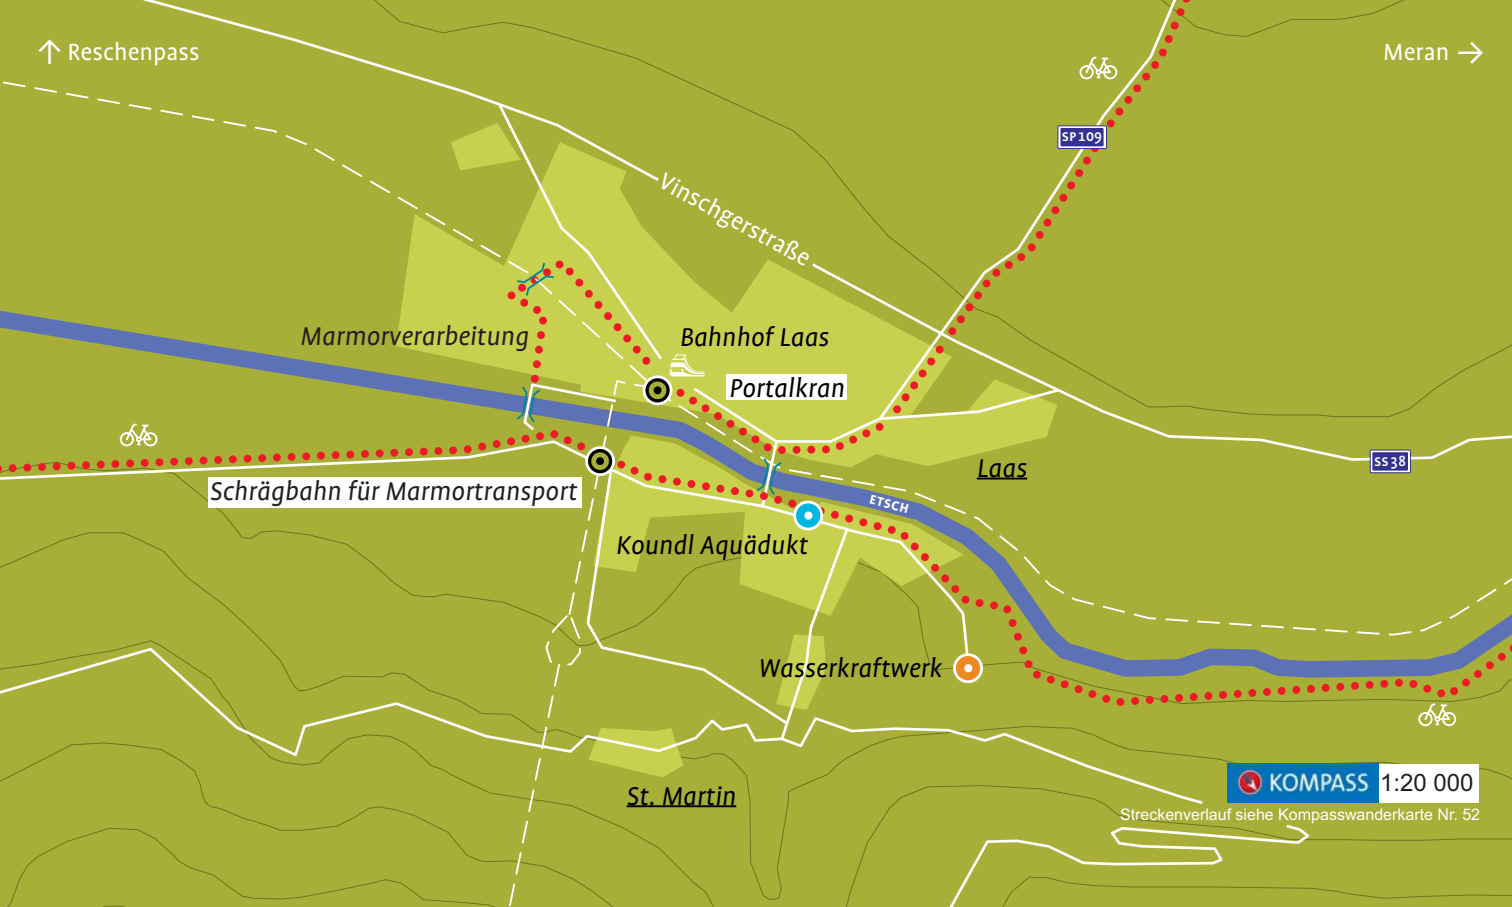 Reschenpass
Meran
SP109
Vinschgerstraße
Marmorverarbeitung
Bahnhof Laas
Portalkran
Laas
SS38
Schrägbahn für Marmortransport
ETSCH
Koundl Aquädukt
Wasserkraftwerk
St. Martin
KOMPASS 1:20 000
Streckenverlauf siehe Kompasswanderkarte Nr. 52